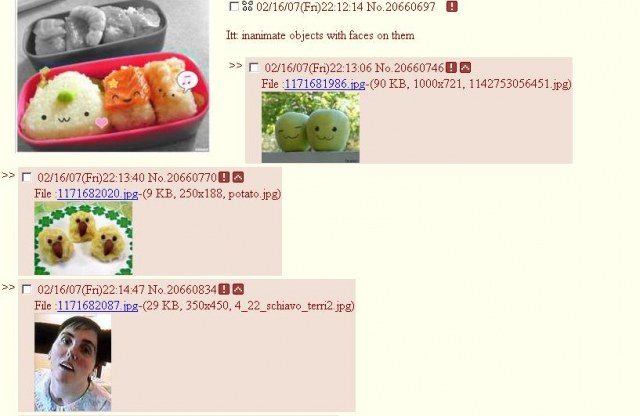 02/16/07(Fri)22:12:14 No.20660697
Itt: inanimate objects with faces on them
>> 02/16/07(Fri)22:13:06 No.20660746
File :1171681986.jpg-(90 KB, 1000x721, 1142753056451.jpg)
>> 02/16/07(Fri)22:13:40 No.20660770
File :1171682020.jpg-(9 KB, 250x188, potato.jpg)
>> 02/16/07(Fri)22:14:47 No.20660834
File :1171682087.jpg-(29 KB, 350x450, 4_22_schiavo_terri2.jpg)